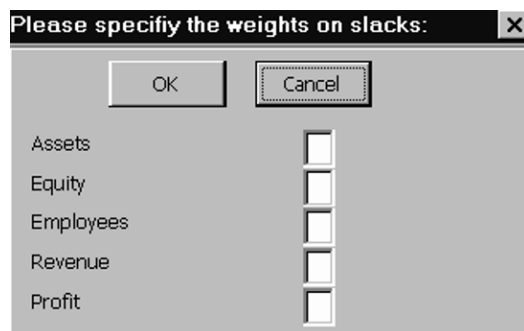 Please specifiy the weights on slacks:
OK Cancel
Assets
Equity
Employees
Revenue
Profit